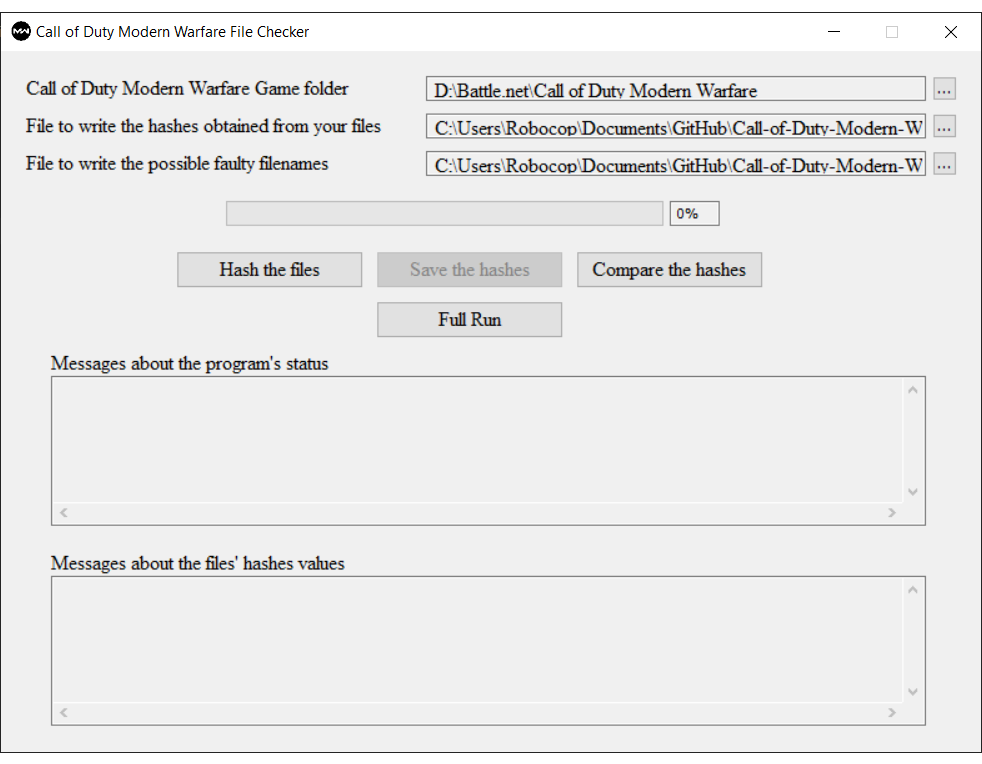 Call of Duty Modern Warfare File Checker
Call of Duty Modern Warfare Game folder D:\Battle.net\Call of Duty Modern Warfare ...
File to write the hashes obtained from your files C:\Users\Robocop\Documents\GitHub\Call-of-Duty-Modern-W ...
File to write the possible faulty filenames C:\Users\Robocop\Documents\GitHub\Call-of-Duty-Modern-W ...
0%
Hash the files Save the hashes Compare the hashes
Full Run
Messages about the program's status
Messages about the files' hashes values